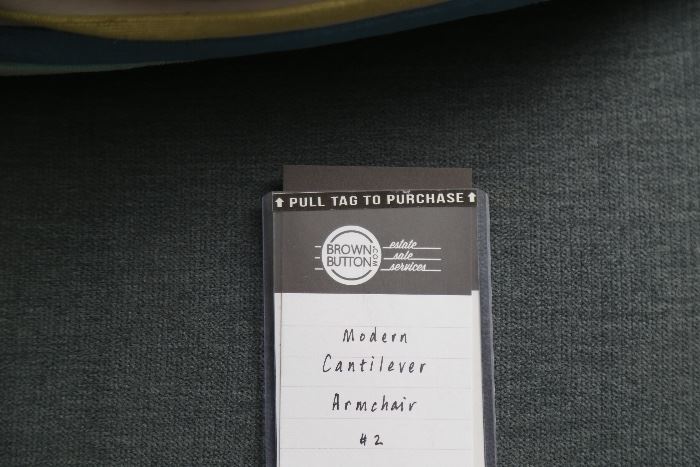 ⬆ PULL TAG TO PURCHASE ⬆
BROWN
BUTTON
.COM
estate
sale
services
Modern
Cantilever
Armchair
#2